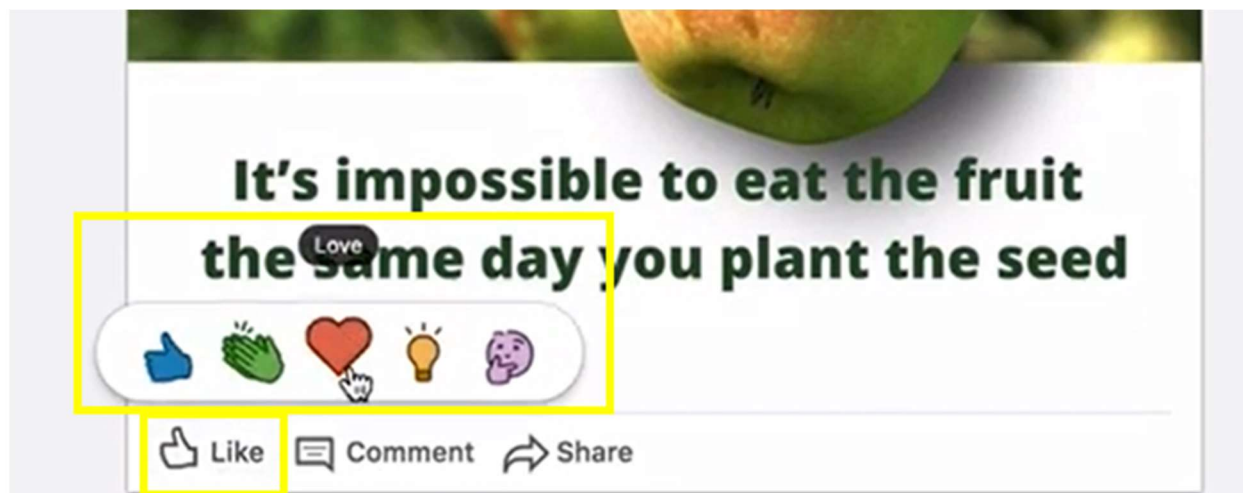 It's impossible to eat the fruit
the same day you plant the seed
Love
Like Comment Share